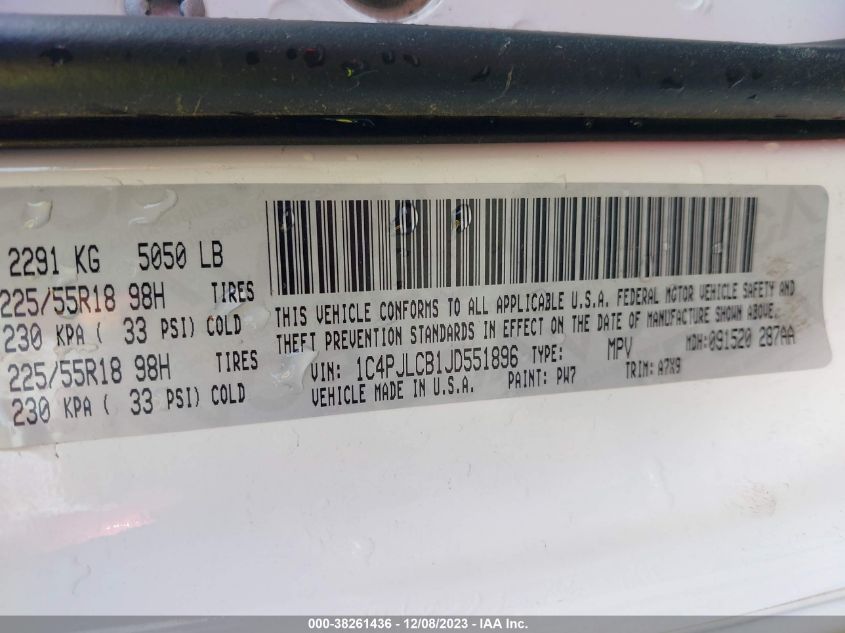 2291 KG 5050 LB
225/55R18 98H TIRES
230 KPA ( 33 PSI) COLD
225/55R18 98H TIRES
230 KPA ( 33 PSI) COLD
THIS VEHICLE CONFORMS TO ALL APPLICABLE U.S.A. FEDERAL MOTOR VEHICLE SAFETY AND
THEFT PREVENTION STANDARDS IN EFFECT ON THE DATE OF MANUFACTURE SHOWN ABOVE.
VIN: 1C4PJLCB1JD551896 TYPE: MPV MDH:091520 287AA
VEHICLE MADE IN U.S.A. PAINT: PW7 TRIM: A7X9
000-38261436 - 12/08/2023 - IAA Inc.